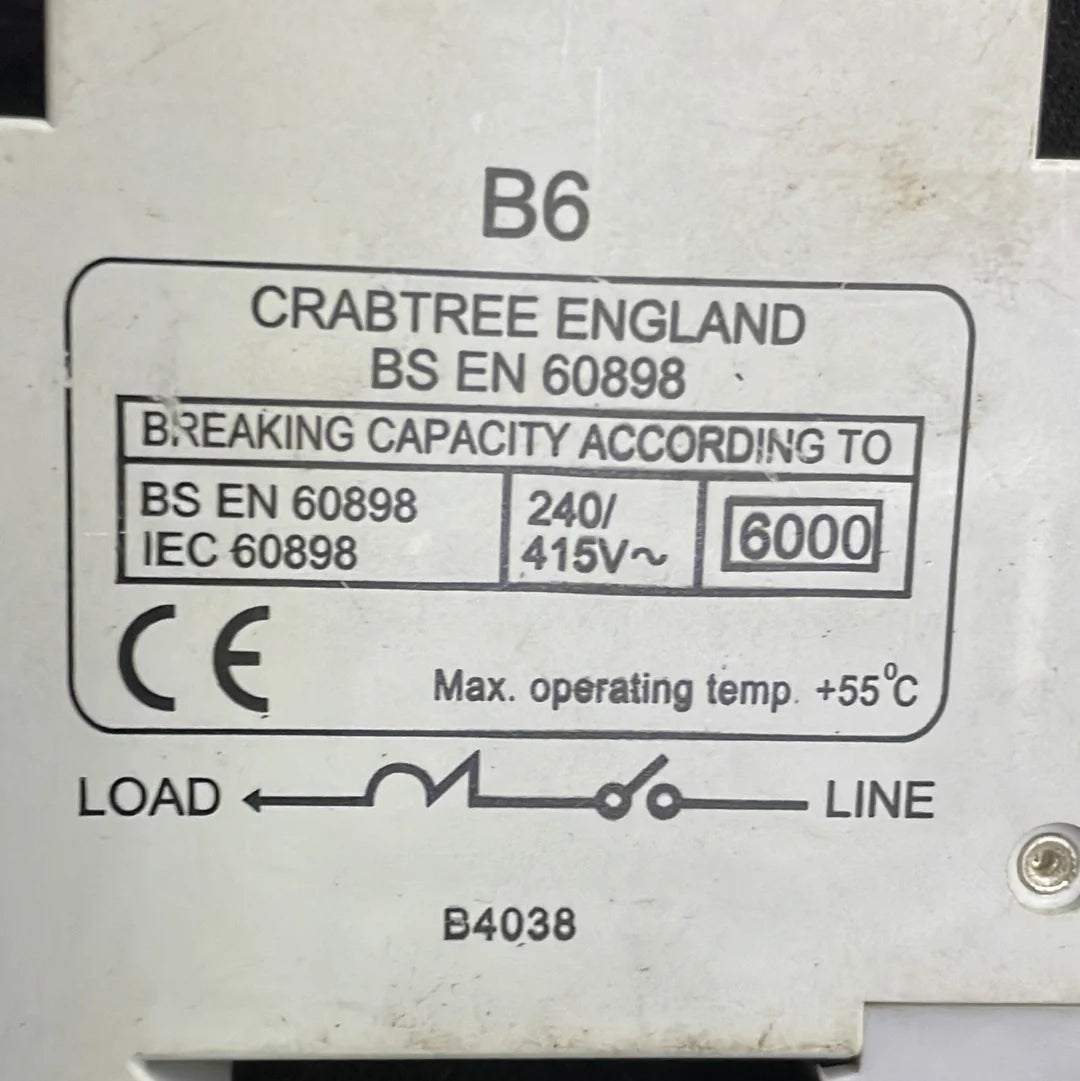 B6
CRABTREE ENGLAND
BS EN 60898
BREAKING CAPACITY ACCORDING TO
BS EN 60898
IEC 60898
240/
415V~
6000
CE
Max. operating temp. +55°C
LOAD LINE
B4038